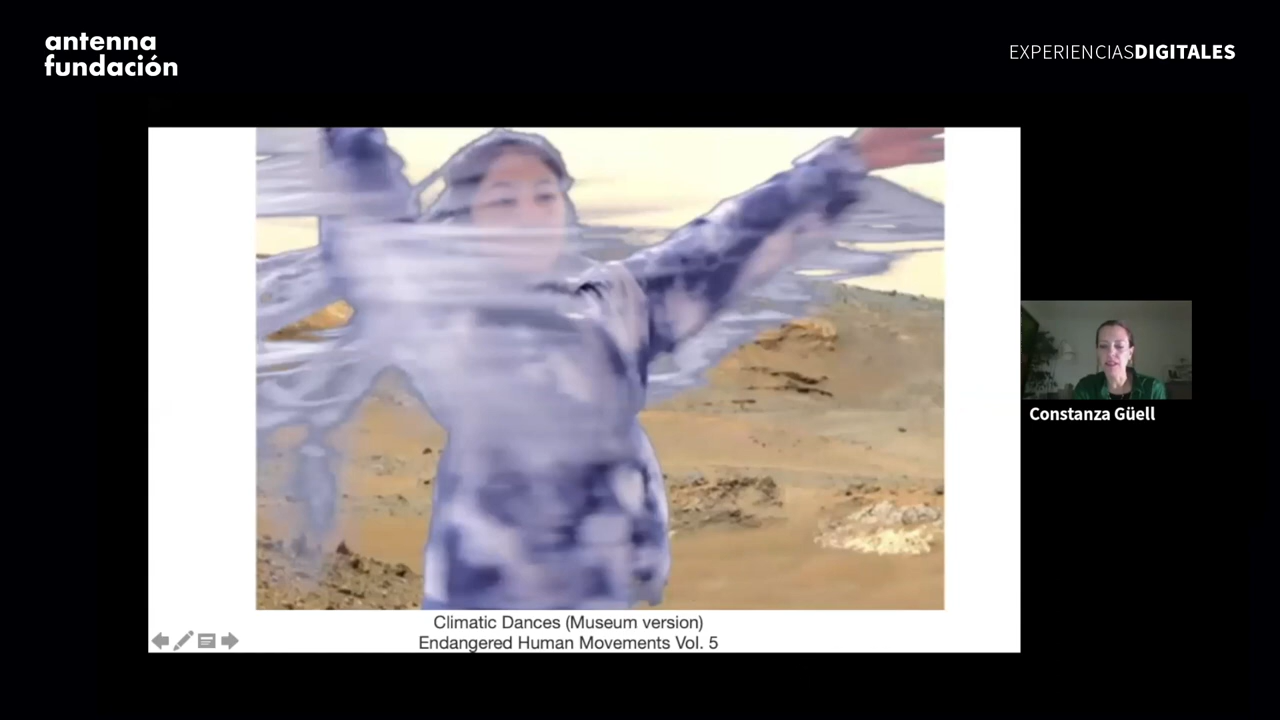 antenna
fundación
EXPERIENCIASDIGITALES
Constanza Güell
Climatic Dances (Museum version)
Endangered Human Movements Vol. 5